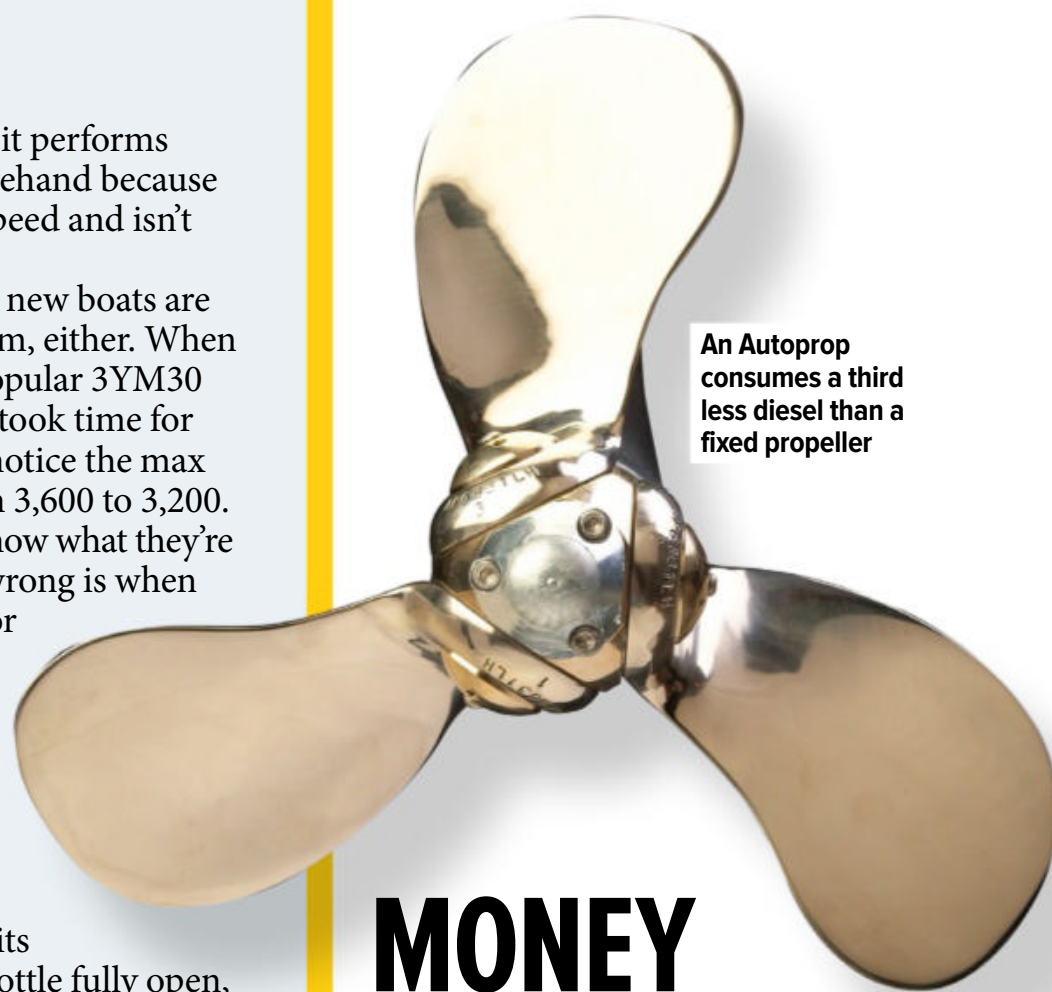 it performs
ehand because
peed and isn't
new boats are
m, either. When
opular 3YM30
took time for
notice the max
n 3,600 to 3,200.
now what they're
wrong is when
or
its
ottle fully open,
An Autoprop
consumes a third
less diesel than a
fixed propeller
MONEY